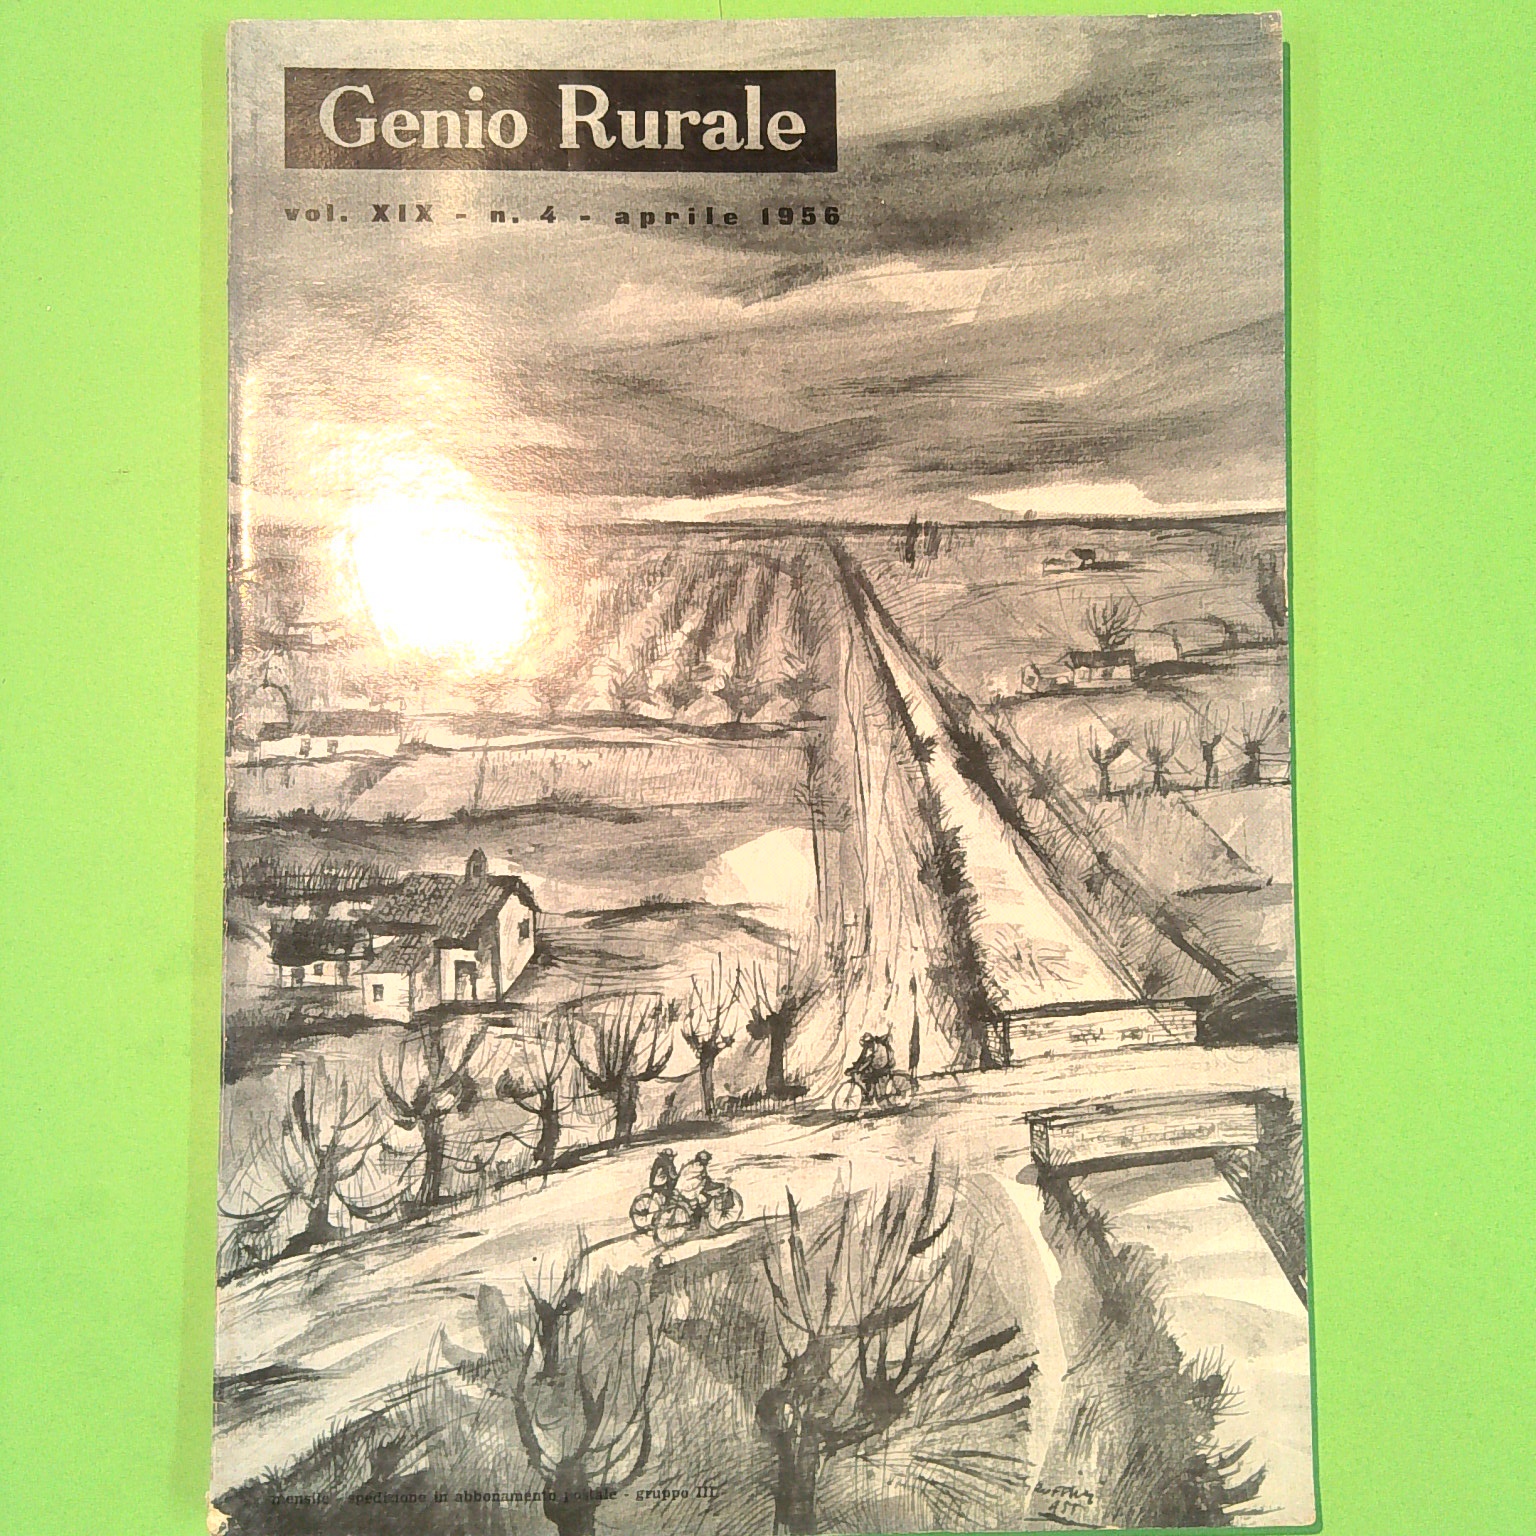 Genio Rurale
vol. XIX - n. 4 - aprile 1956
mensile - spedizione in abbonamento postale - gruppo III